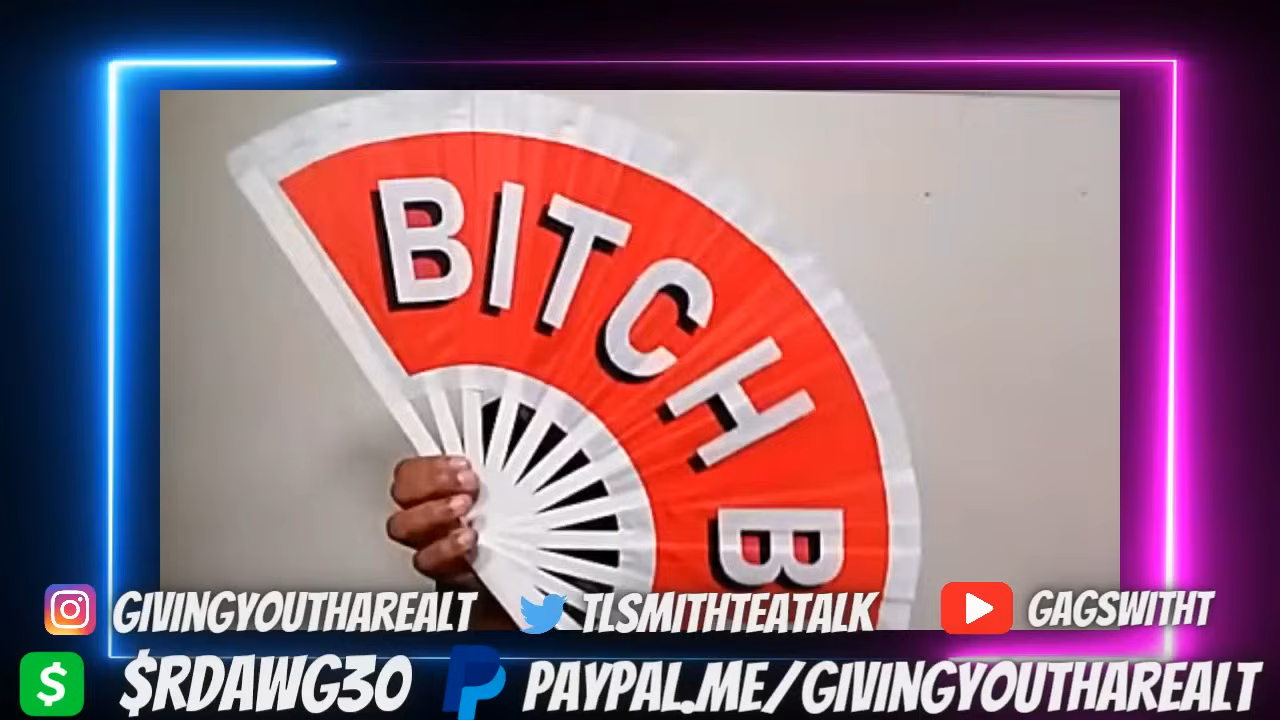 BITCH B
GIVINGYOUTHAREALT TLSMITHTEATALK GAGSWITHT
$RDAWG30 PAYPAL.ME/GIVINGYOUTHAREALT